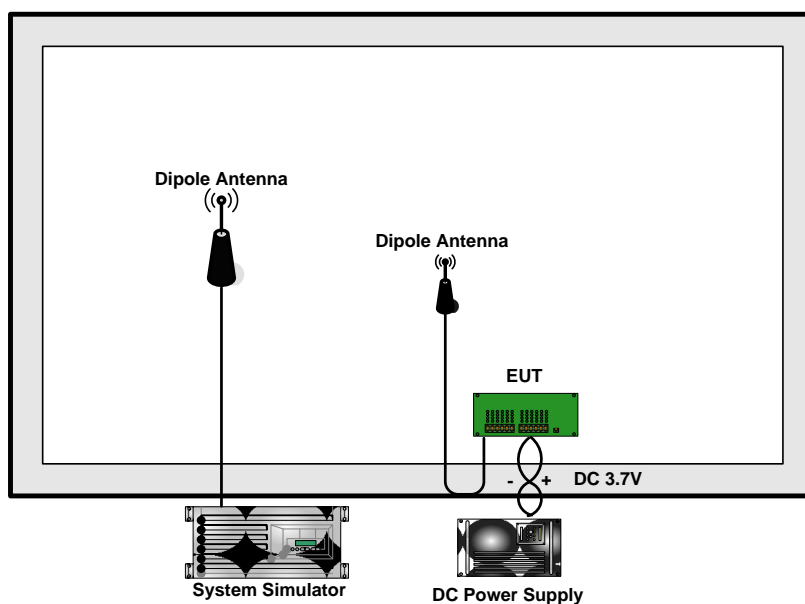 Dipole Antenna
Dipole Antenna
EUT
- + DC 3.7V
System Simulator
DC Power Supply